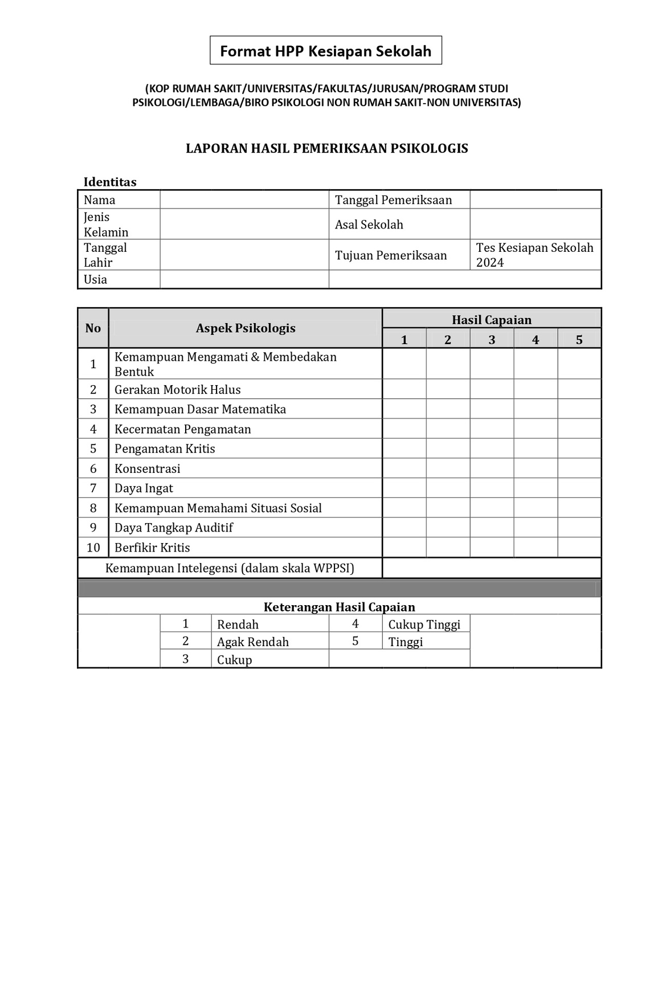 Format HPP Kesiapan Sekolah
(KOP RUMAH SAKIT/UNIVERSITAS/FAKULTAS/JURUSAN/PROGRAM STUDI
PSIKOLOGI/LEMBAGA/BIRO PSIKOLOGI NON RUMAH SAKIT-NON UNIVERSITAS)
LAPORAN HASIL PEMERIKSAAN PSIKOLOGIS
Identitas
Nama Tanggal Pemeriksaan
Jenis
Kelamin
Asal Sekolah
Tanggal
Lahir
Tujuan Pemeriksaan
Tes Kesiapan Sekolah
2024
Usia
No Aspek Psikologis Hasil Capaian
1 2 3 4 5
1 Kemampuan Mengamati & Membedakan
Bentuk
2 Gerakan Motorik Halus
3 Kemampuan Dasar Matematika
4 Kecermatan Pengamatan
5 Pengamatan Kritis
6 Konsentrasi
7 Daya Ingat
8 Kemampuan Memahami Situasi Sosial
9 Daya Tangkap Auditif
10 Berfikir Kritis
Kemampuan Intelegensi (dalam skala WPPSI)
Keterangan Hasil Capaian
1 Rendah 4 Cukup Tinggi
2 Agak Rendah 5 Tinggi
3 Cukup